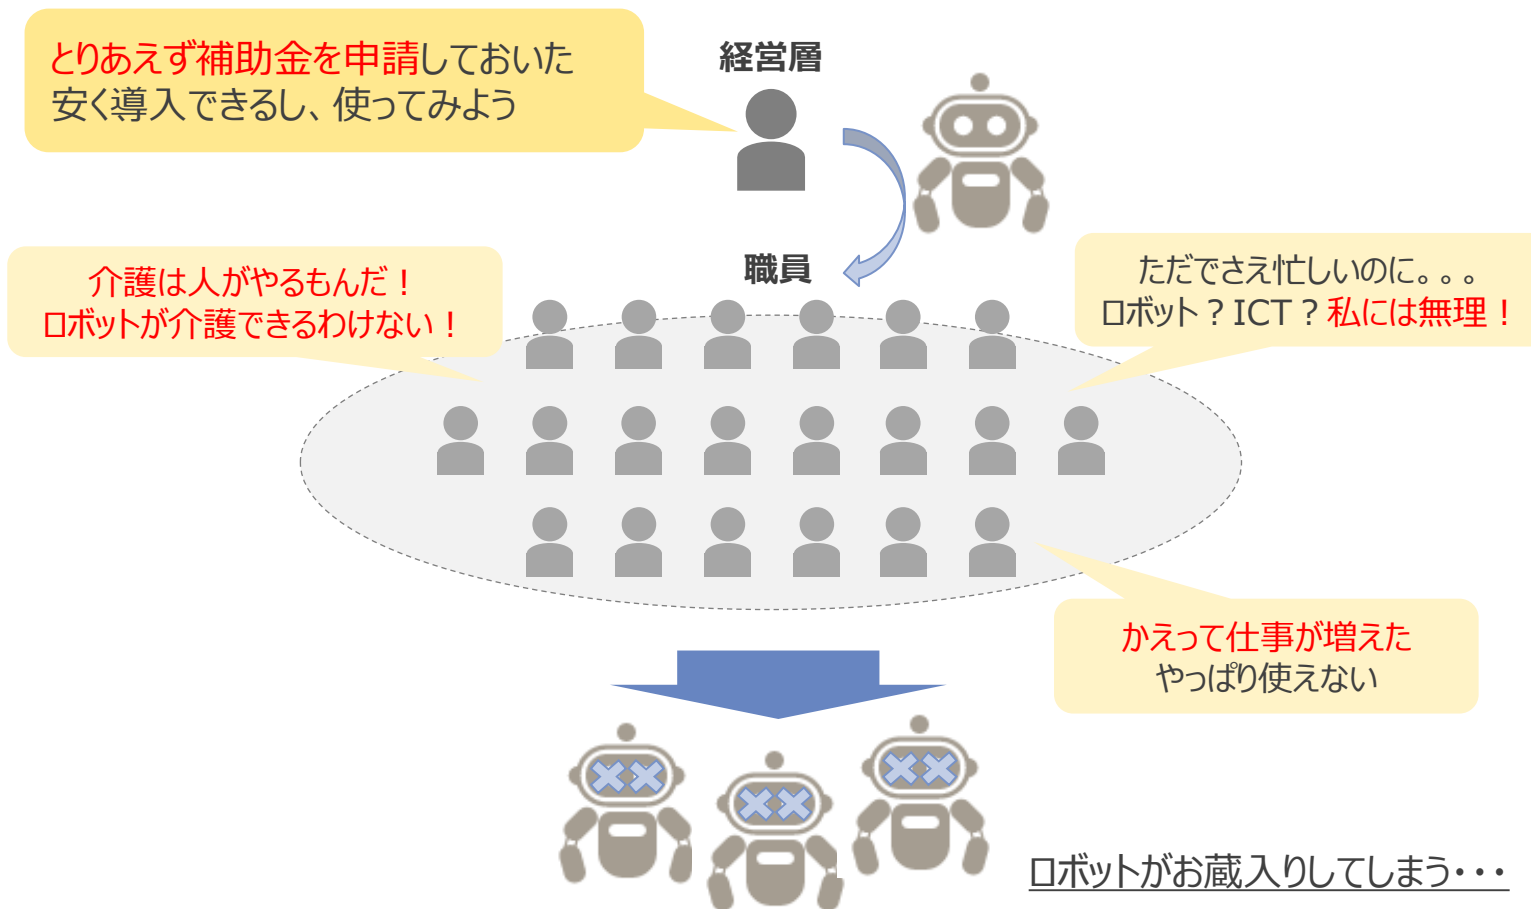 とりあえず補助金を申請しておいた
安く導入できるし、使ってみよう
経営層
職員
介護は人がやるもんだ！
ロボットが介護できるわけない！
ただでさえ忙しいのに。。。
ロボット？ICT？私には無理！
かえって仕事が増えた
やっぱり使えない
ロボットがお蔵入りしてしまう・・・